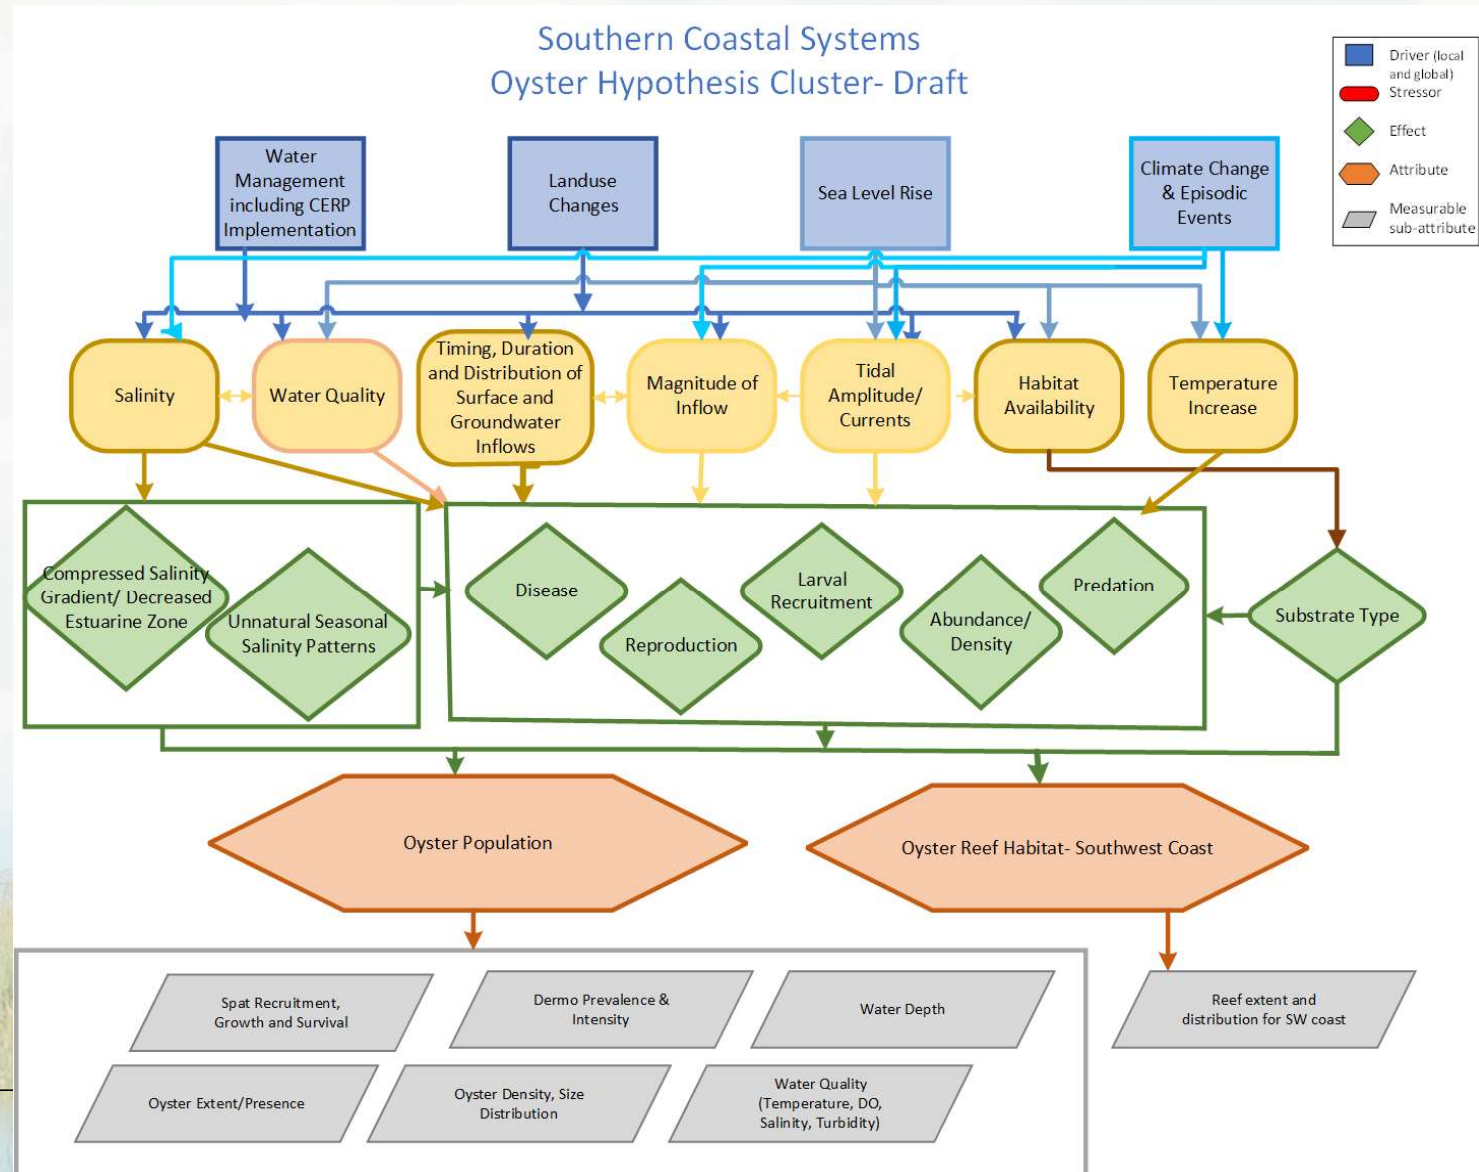 Southern Coastal Systems
Oyster Hypothesis Cluster- Draft
Driver (local
and global)
Stressor
Effect
Attribute
Measurable
sub-attribute
Water
Management
including CERP
Implementation
Landuse
Changes
Sea Level Rise
Climate Change
& Episodic
Events
Salinity
Water Quality
Timing, Duration
and Distribution of
Surface and
Groundwater
Inflows
Magnitude of
Inflow
Tidal
Amplitude/
Currents
Habitat
Availability
Temperature
Increase
Compressed Salinity
Gradient/ Decreased
Estuarine Zone
Unnatural Seasonal
Salinity Patterns
Disease
Reproduction
Larval
Recruitment
Abundance/
Density
Predation
Substrate Type
Oyster Population
Oyster Reef Habitat- Southwest Coast
Spat Recruitment,
Growth and Survival
Dermo Prevalence &
Intensity
Water Depth
Reef extent and
distribution for SW coast
Oyster Extent/Presence
Oyster Density, Size
Distribution
Water Quality
(Temperature, DO,
Salinity, Turbidity)